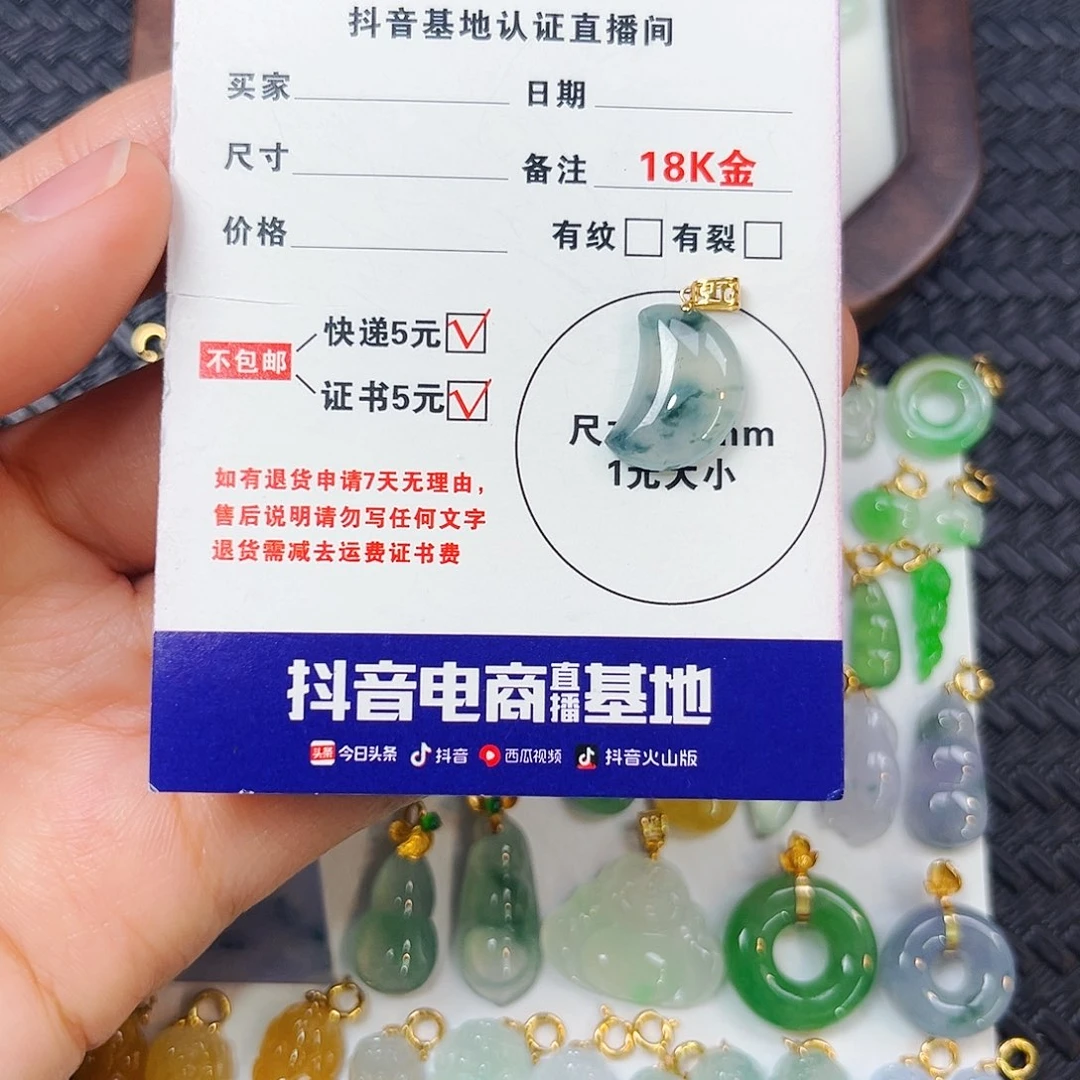 抖音基地认证直播间
买家 日期
尺寸 备注 18K金
价格 有纹 有裂
不包邮
快递5元
证书5元
如有退货申请7天无理由，
售后说明请勿写任何文字
退货需减去运费证书费
尺 mm
1元大小
抖音电商直播基地
头条 今日头条 抖音 西瓜视频 抖音火山版